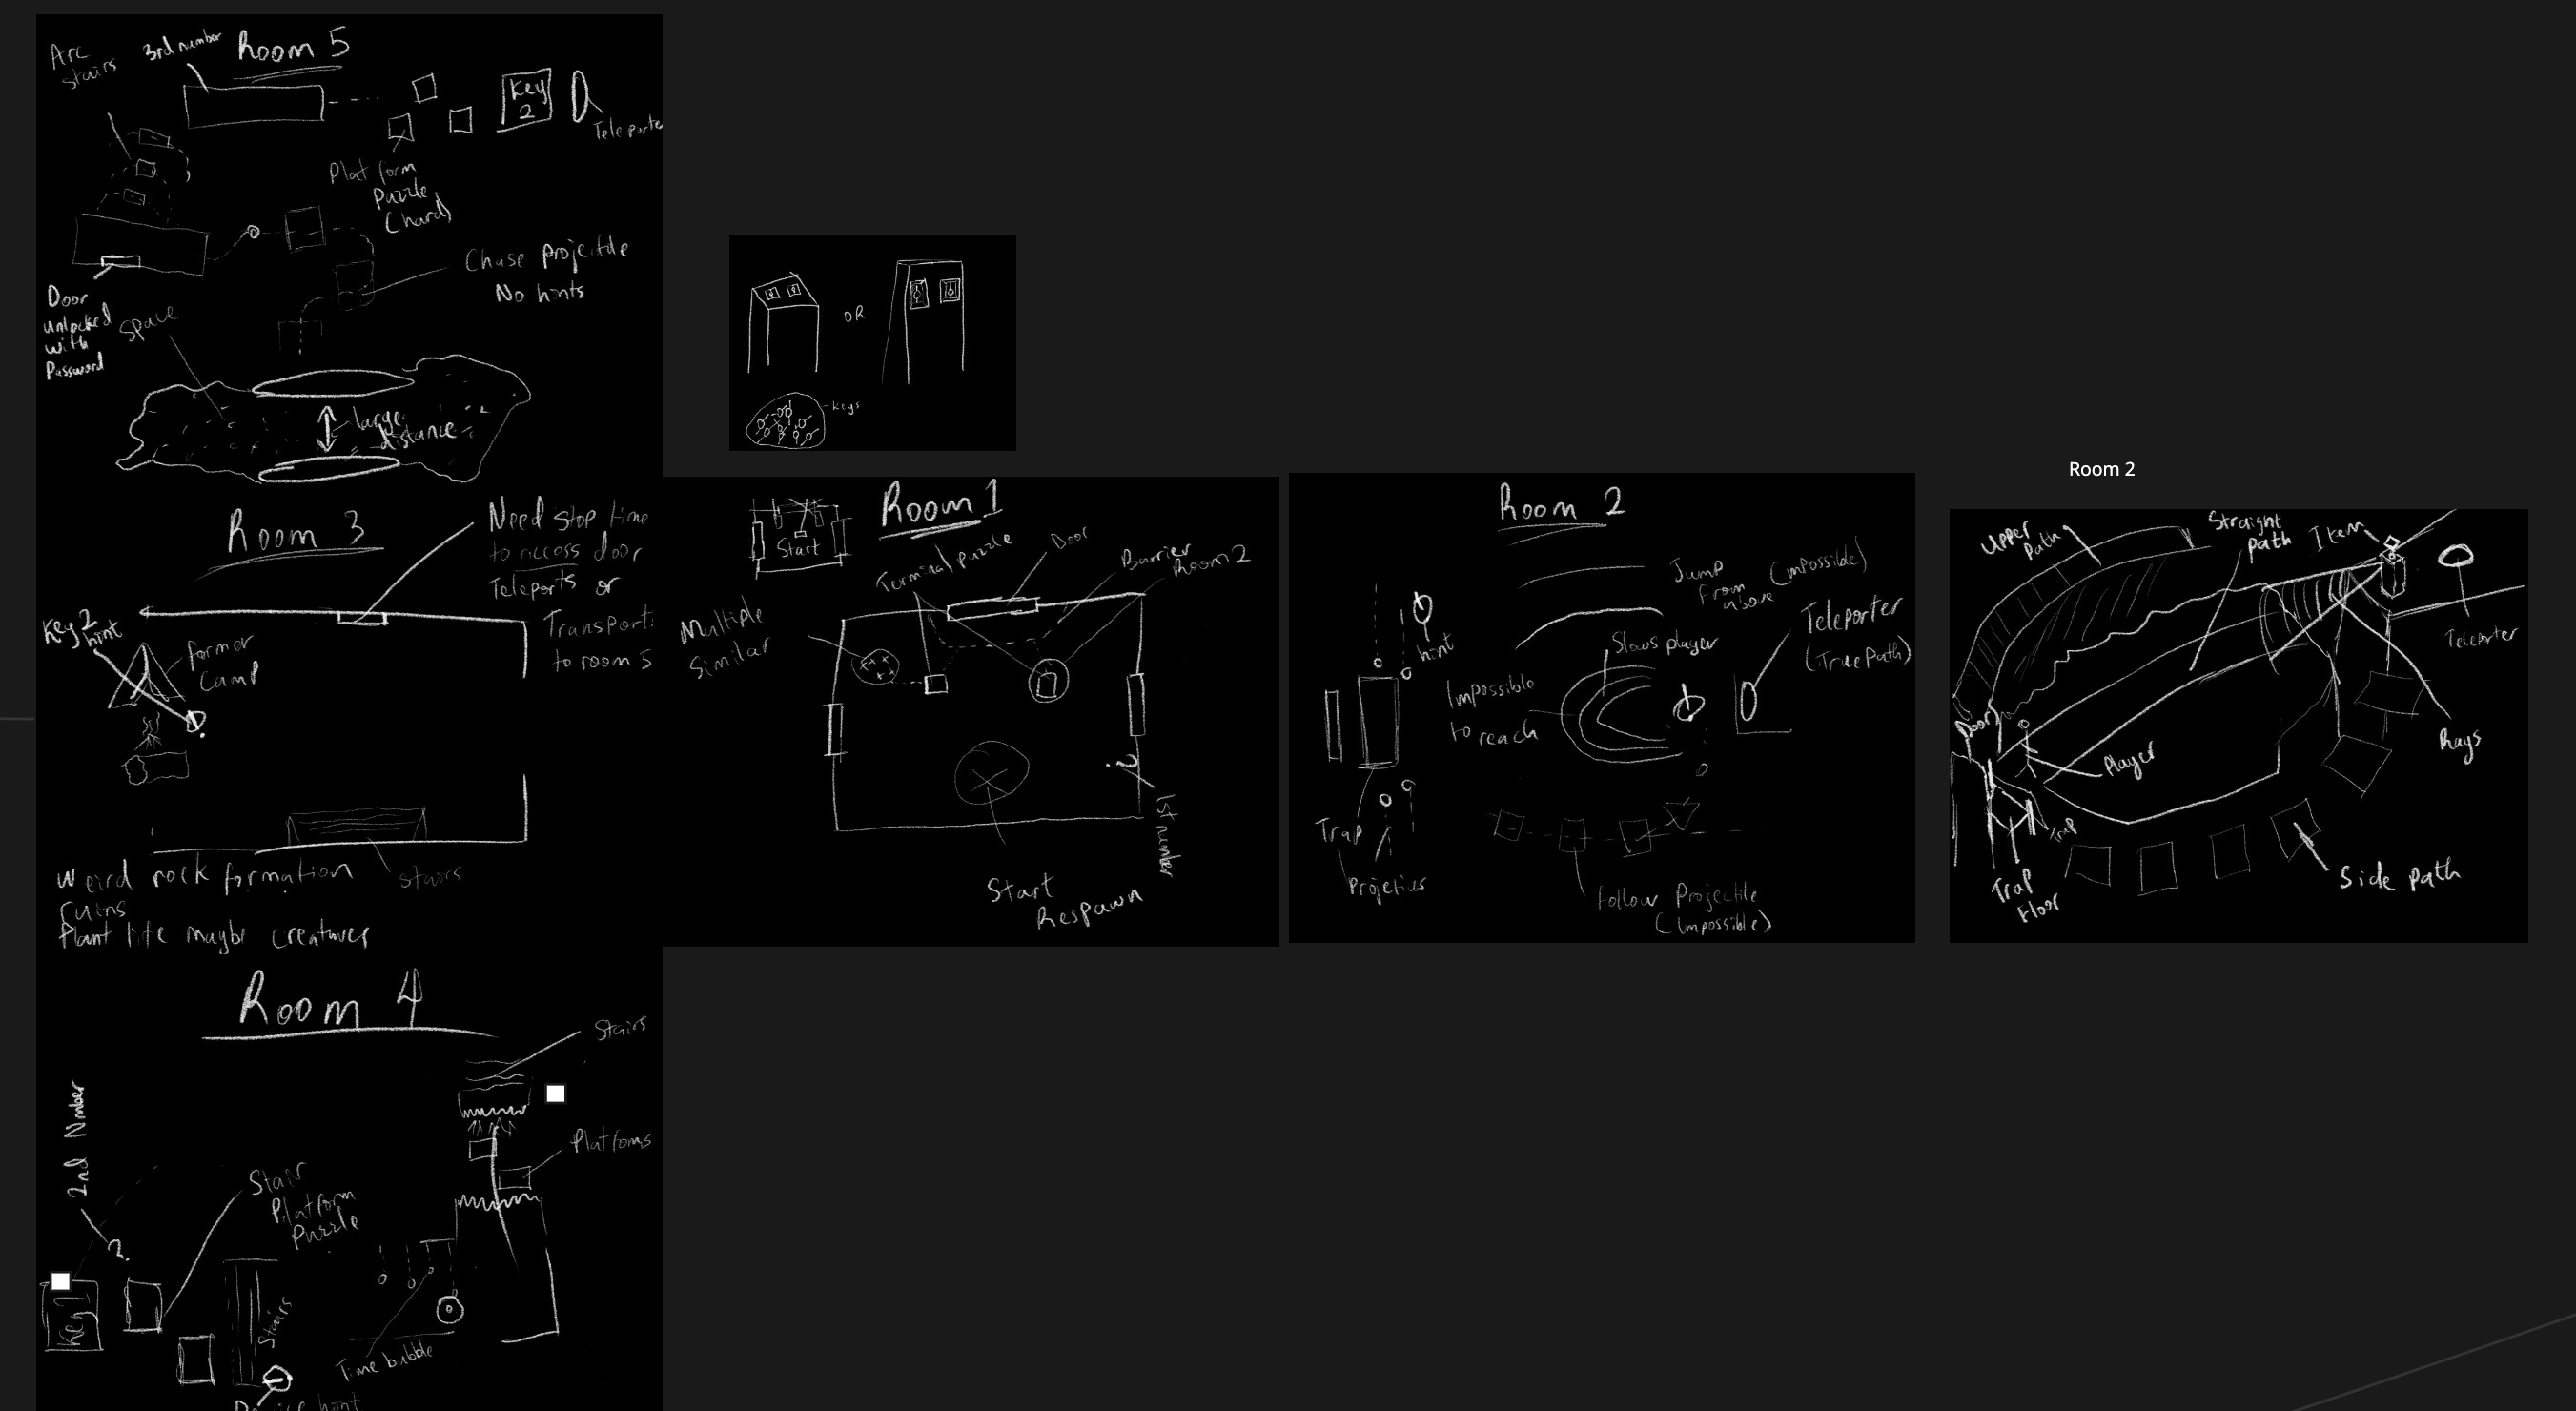 Room 5
Arc
stairs
3rd number
Key
2
Teleporte
Platform
Puzzle
(hard)
Chase projectile
No hints
Door
unlocked
with
Password
Space
large
distance
OR
Keys
Room 3
Need stop time
to access door
Teleports or
Transports
to room 5
Key 2
hint
former
Camp
Weird rock formation
ruins
Plant life maybe creatures
stairs
Room 1
Start
Terminal puzzle
Door
Barrier
Room 2
Multiple
Similar
?
1st number
Start
Respawn
Room 2
Jump
from
above
(impossible)
hint
Slows player
Teleporter
(True Path)
Impossible
to reach
Trap
Projectiles
Follow Projectile
(Impossible)
Room 2
Upper
Path
Straight
path
Item
Teleporter
Door
Player
Rays
Trap
Trap
Floor
Side path
Room 4
Stairs
Platforms
2nd Number
?
Stair
Platform
Puzzle
Key 1
Stairs
Time bubble
hint